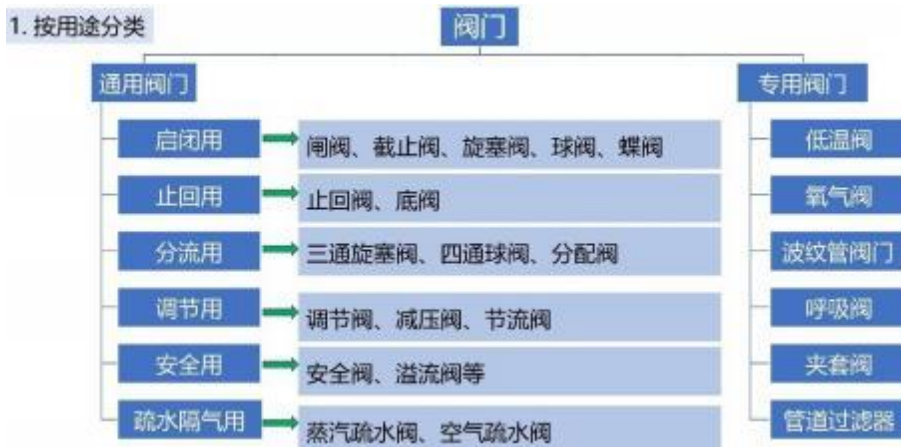 1. 按用途分类
阀门
通用阀门
专用阀门
启闭用
闸阀、截止阀、旋塞阀、球阀、蝶阀
低温阀
止回用
止回阀、底阀
氧气阀
分流用
三通旋塞阀、四通球阀、分配阀
波纹管阀门
调节用
调节阀、减压阀、节流阀
呼吸阀
安全用
安全阀、溢流阀等
夹套阀
疏水隔气用
蒸汽疏水阀、空气疏水阀
管道过滤器